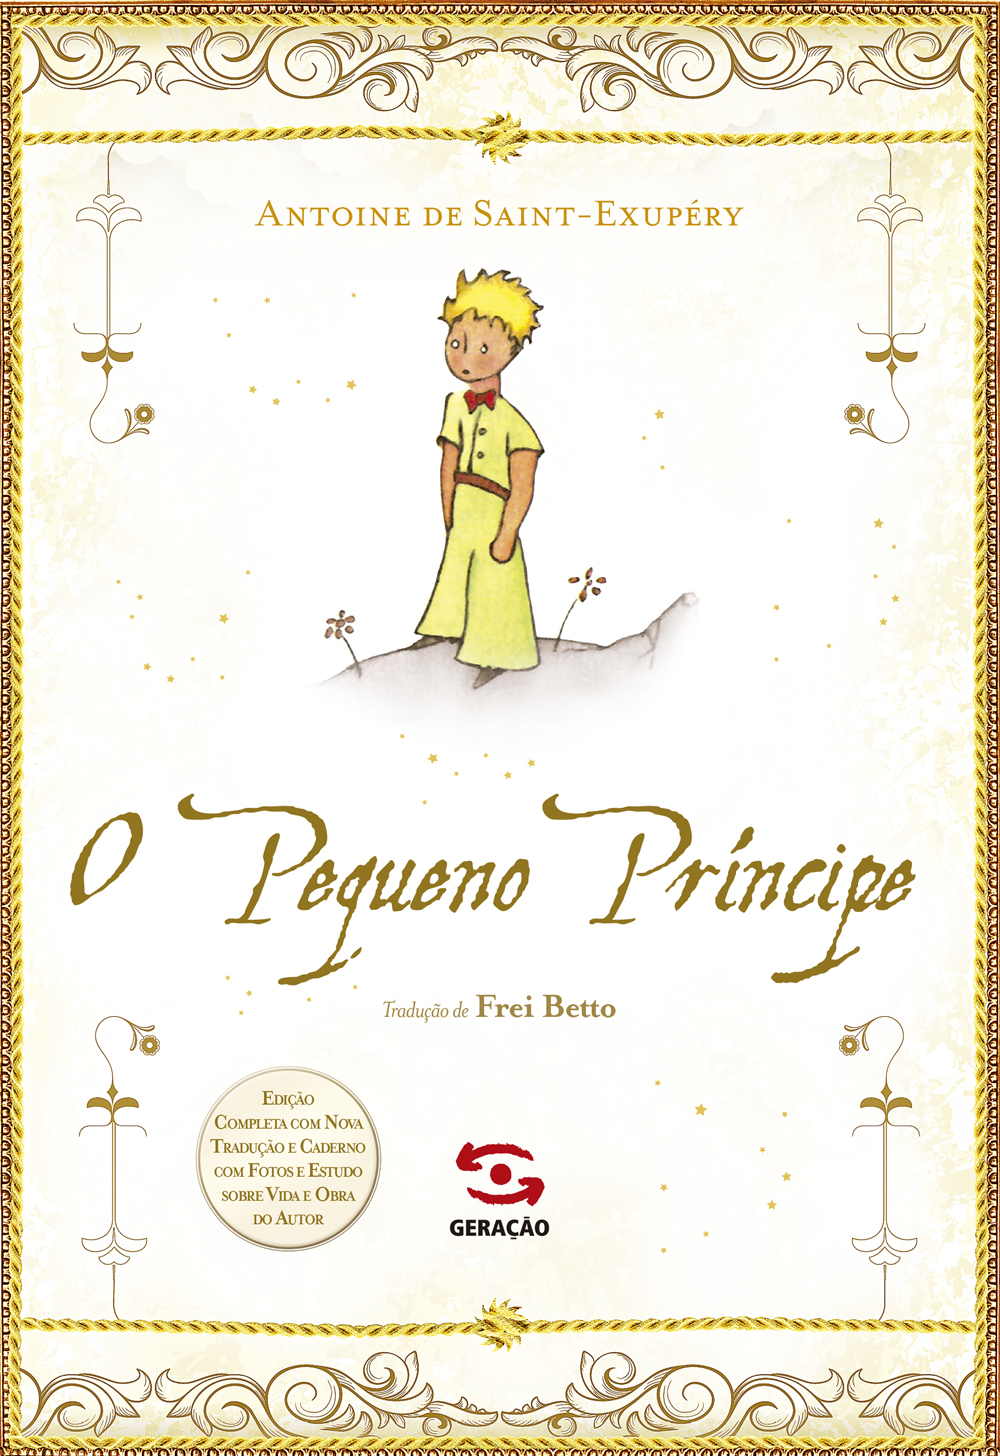 Antoine de Saint-Exupéry
O Pequeno Príncipe
Tradução de Frei Betto
Edição
Completa com Nova
Tradução e Caderno
com Fotos e Estudo
sobre Vida e Obra
do Autor
GERAÇÃO